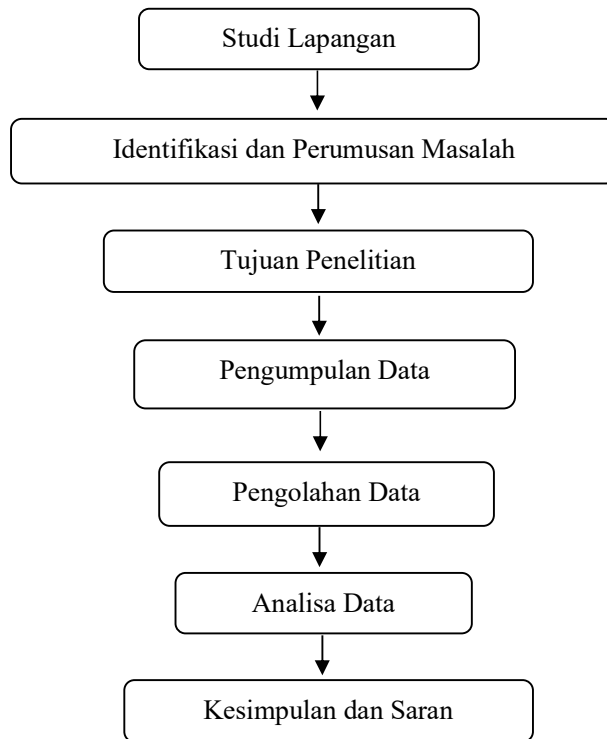 Studi Lapangan
Identifikasi dan Perumusan Masalah
Tujuan Penelitian
Pengumpulan Data
Pengolahan Data
Analisa Data
Kesimpulan dan Saran